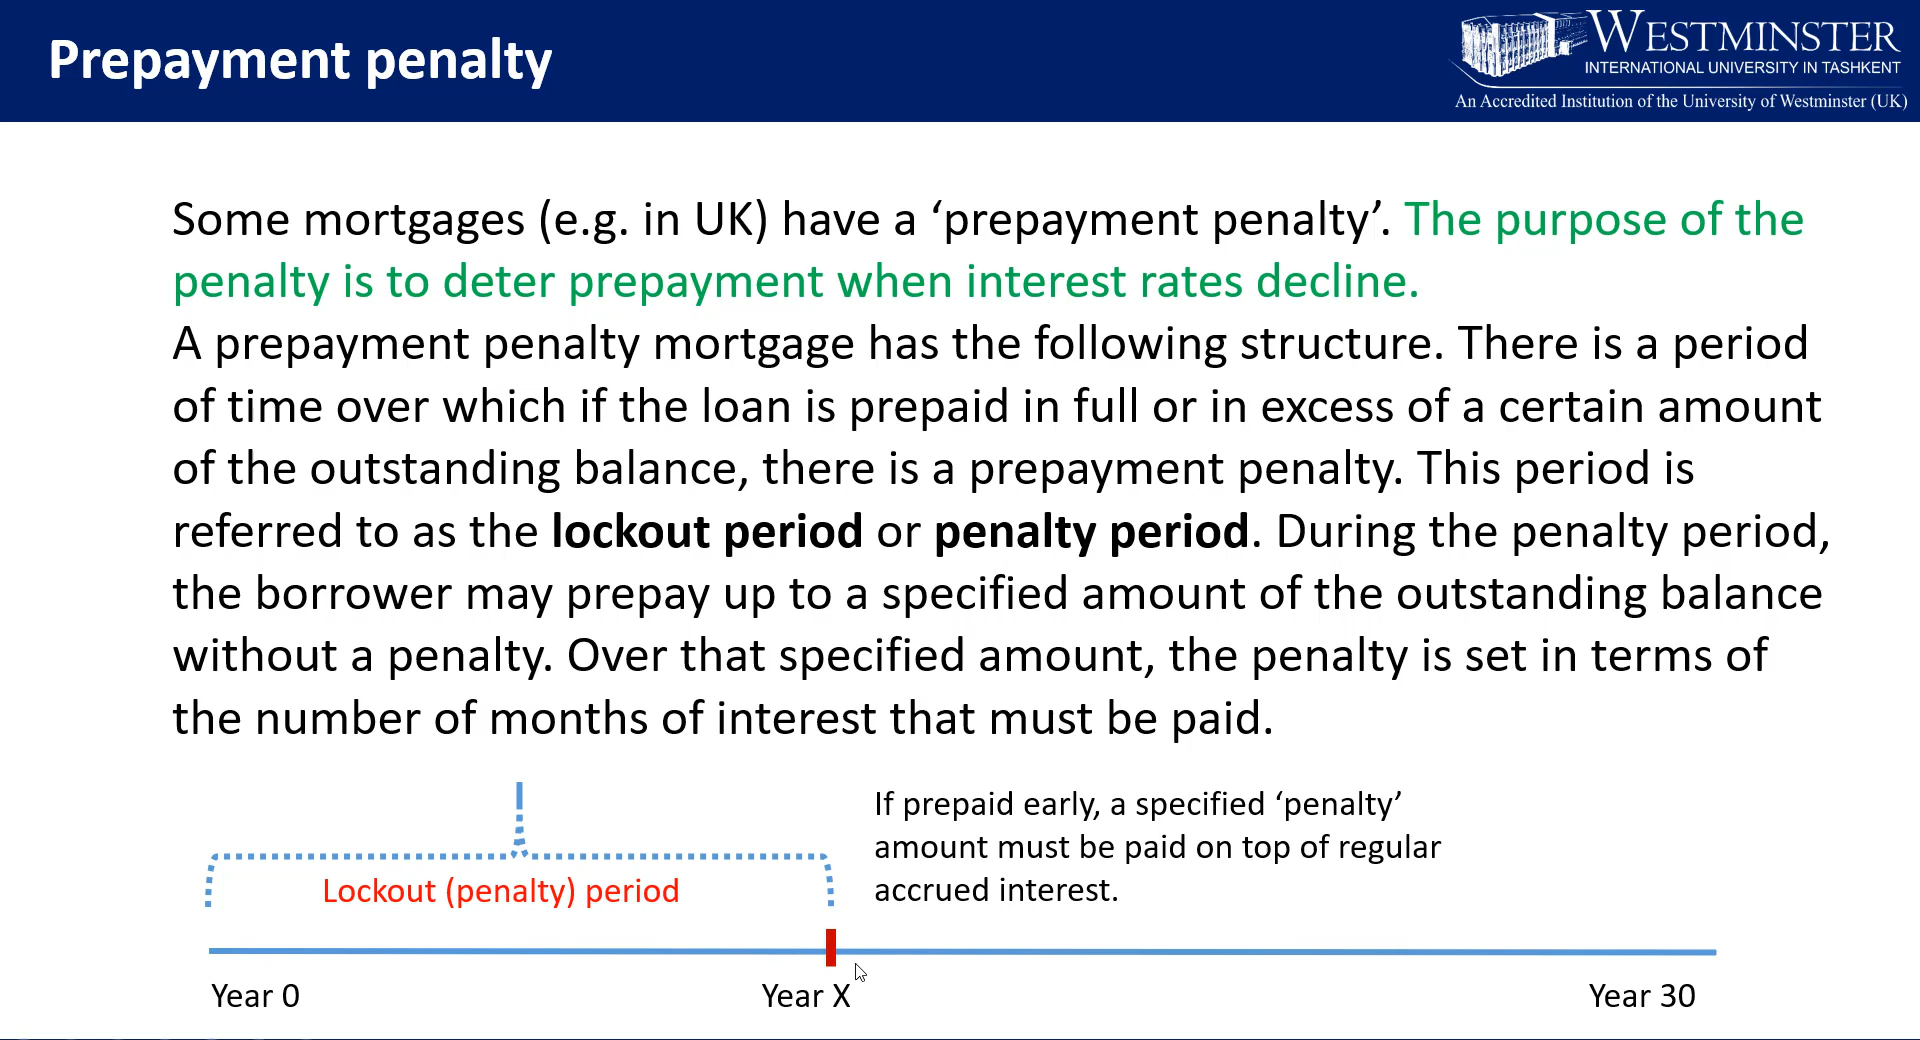 Prepayment penalty
WESTMINSTER
INTERNATIONAL UNIVERSITY IN TASHKENT
An Accredited Institution of the University of Westminster (UK)
Some mortgages (e.g. in UK) have a ‘prepayment penalty’. The purpose of the
penalty is to deter prepayment when interest rates decline.
A prepayment penalty mortgage has the following structure. There is a period
of time over which if the loan is prepaid in full or in excess of a certain amount
of the outstanding balance, there is a prepayment penalty. This period is
referred to as the lockout period or penalty period. During the penalty period,
the borrower may prepay up to a specified amount of the outstanding balance
without a penalty. Over that specified amount, the penalty is set in terms of
the number of months of interest that must be paid.
If prepaid early, a specified ‘penalty’
amount must be paid on top of regular
accrued interest.
Lockout (penalty) period
Year 0
Year X
Year 30